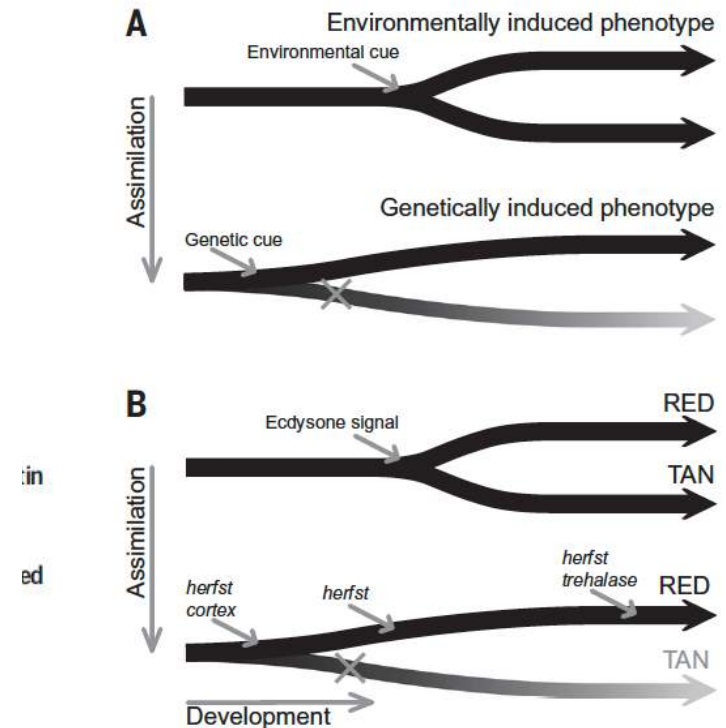 A
Environmentally induced phenotype
Environmental cue
Assimilation
Genetically induced phenotype
Genetic cue
B
RED
Ecdysone signal
TAN
Assimilation
herfst
cortex
herfst
herfst
trehalase
RED
TAN
Development